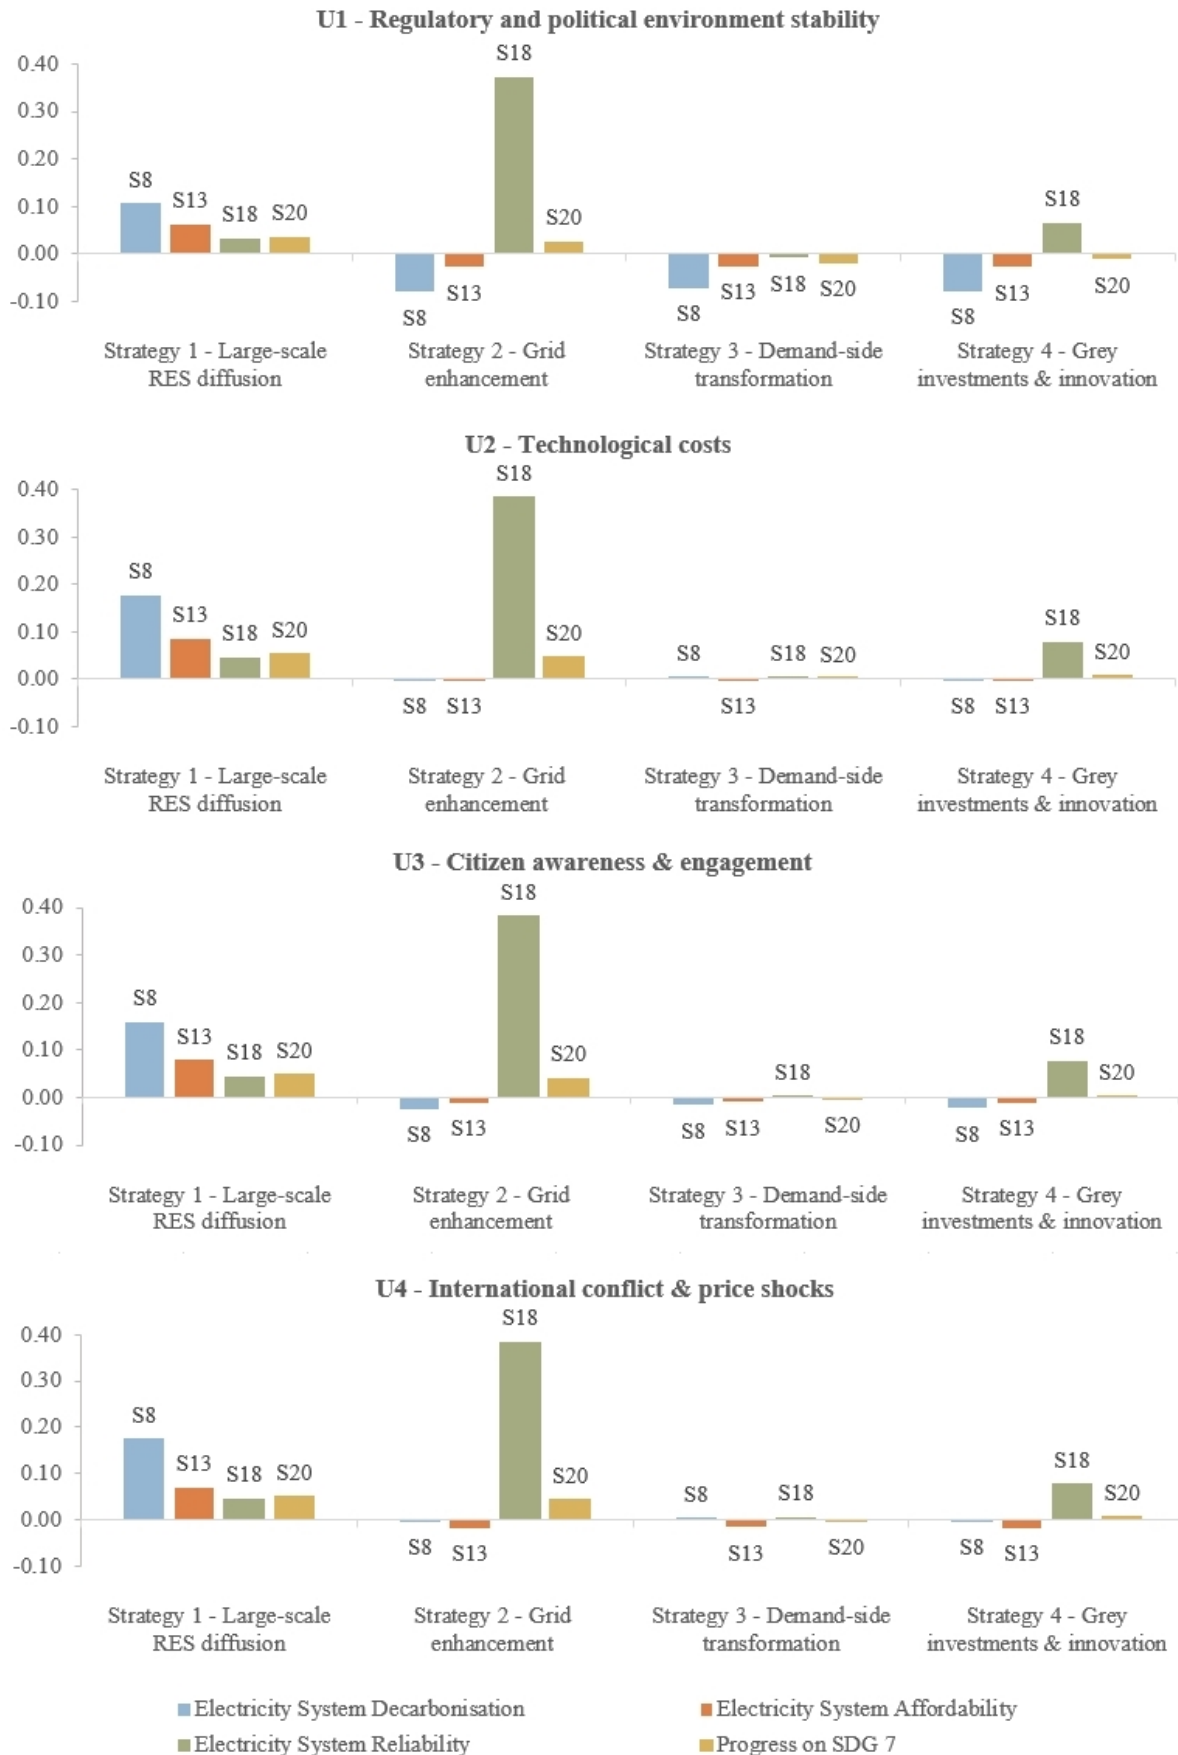 U1 - Regulatory and political environment stability
S18
0.40
0.30
0.20
S8
S13
S18
S20
S20
S18
0.10
0.00
-0.10
S8
S13
S8
S13
S18
S20
S8
S13
S20
Strategy 1 - Large-scale
RES diffusion
Strategy 2 - Grid
enhancement
Strategy 3 - Demand-side
transformation
Strategy 4 - Grey
investments & innovation
U2 - Technological costs
S18
0.40
0.30
0.20
S8
S13
S18
S20
S20
S8
S18
S20
S18
S20
0.10
0.00
-0.10
S8
S13
S13
S8
S13
Strategy 1 - Large-scale
RES diffusion
Strategy 2 - Grid
enhancement
Strategy 3 - Demand-side
transformation
Strategy 4 - Grey
investments & innovation
U3 - Citizen awareness & engagement
S18
0.40
0.30
0.20
S8
S13
S18
S20
S20
S18
S18
S20
0.10
0.00
-0.10
S8
S13
S8
S13
S20
S8
S13
Strategy 1 - Large-scale
RES diffusion
Strategy 2 - Grid
enhancement
Strategy 3 - Demand-side
transformation
Strategy 4 - Grey
investments & innovation
U4 - International conflict & price shocks
S18
0.40
0.30
0.20
S8
S13
S18
S20
S20
S8
S18
S18
S20
0.10
0.00
-0.10
S8
S13
S13
S20
S8
S13
Strategy 1 - Large-scale
RES diffusion
Strategy 2 - Grid
enhancement
Strategy 3 - Demand-side
transformation
Strategy 4 - Grey
investments & innovation
Electricity System Decarbonisation
Electricity System Affordability
Electricity System Reliability
Progress on SDG 7